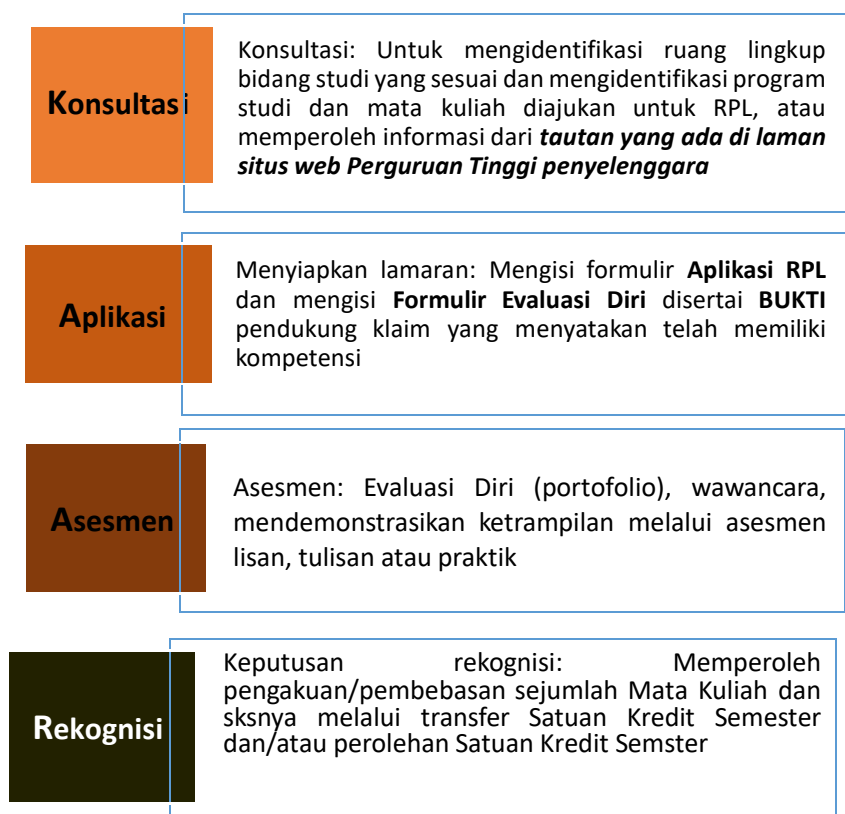 Konsultasi
Konsultasi: Untuk mengidentifikasi ruang lingkup
bidang studi yang sesuai dan mengidentifikasi program
studi dan mata kuliah diajukan untuk RPL, atau
memperoleh informasi dari tautan yang ada di laman
situs web Perguruan Tinggi penyelenggara
Aplikasi
Menyiapkan lamaran: Mengisi formulir Aplikasi RPL
dan mengisi Formulir Evaluasi Diri disertai BUKTI
pendukung klaim yang menyatakan telah memiliki
kompetensi
Asesmen
Asesmen: Evaluasi Diri (portofolio), wawancara,
mendemonstrasikan ketrampilan melalui asesmen
lisan, tulisan atau praktik
Rekognisi
Keputusan rekognisi: Memperoleh
pengakuan/pembebasan sejumlah Mata Kuliah dan
sksnya melalui transfer Satuan Kredit Semester
dan/atau perolehan Satuan Kredit Semster